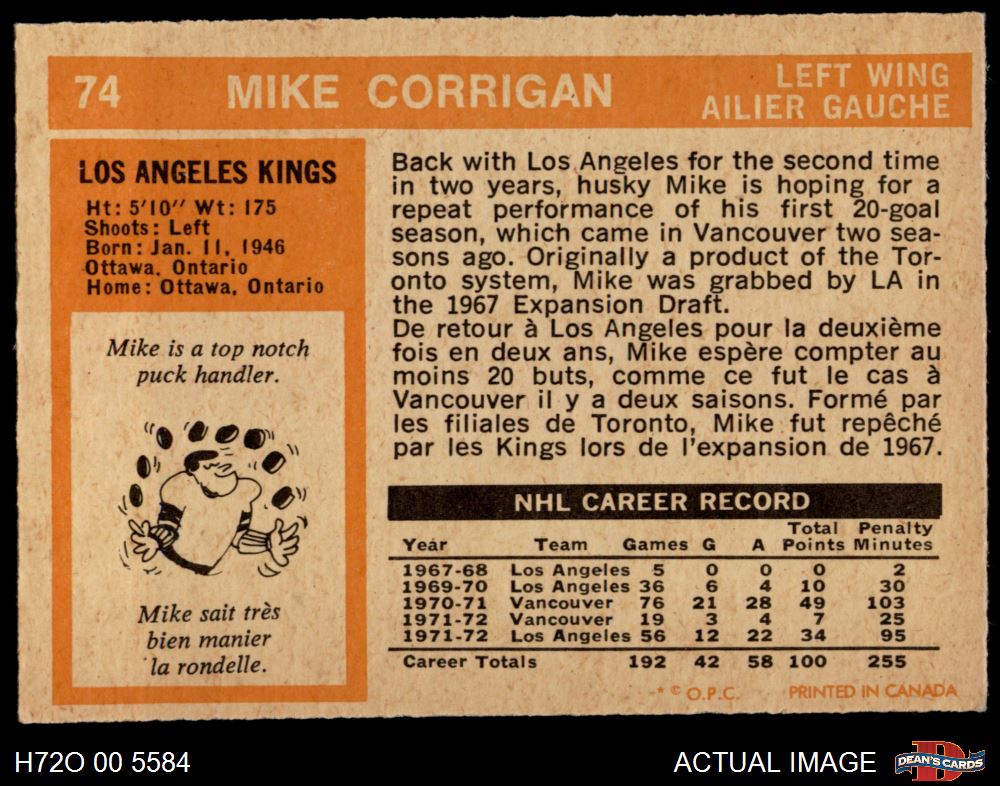 74 MIKE CORRIGAN LEFT WING
AILIER GAUCHE
LOS ANGELES KINGS
Ht: 5'10" Wt: 175
Shoots: Left
Born: Jan. 11, 1946
Ottawa, Ontario
Home: Ottawa, Ontario
Mike is a top notch
puck handler.
Mike sait très
bien manier
la rondelle.
Back with Los Angeles for the second time
in two years, husky Mike is hoping for a
repeat performance of his first 20-goal
season, which came in Vancouver two sea-
sons ago. Originally a product of the Tor-
onto system, Mike was grabbed by LA in
the 1967 Expansion Draft.
De retour à Los Angeles pour la deuxième
fois en deux ans, Mike espère compter au
moins 20 buts, comme ce fut le cas à
Vancouver il y a deux saisons. Formé par
les filiales de Toronto, Mike fut repêché
par les Kings lors de l'expansion de 1967.
NHL CAREER RECORD
Total Penalty
Year Team Games G A Points Minutes
1967-68 Los Angeles 5 0 0 0 2
1969-70 Los Angeles 36 6 4 10 30
1970-71 Vancouver 76 21 28 49 103
1971-72 Vancouver 19 3 4 7 25
1971-72 Los Angeles 56 12 22 34 95
Career Totals 192 42 58 100 255
* © O.P.C. PRINTED IN CANADA
H72O 00 5584 ACTUAL IMAGE D DEAN'S CARDS